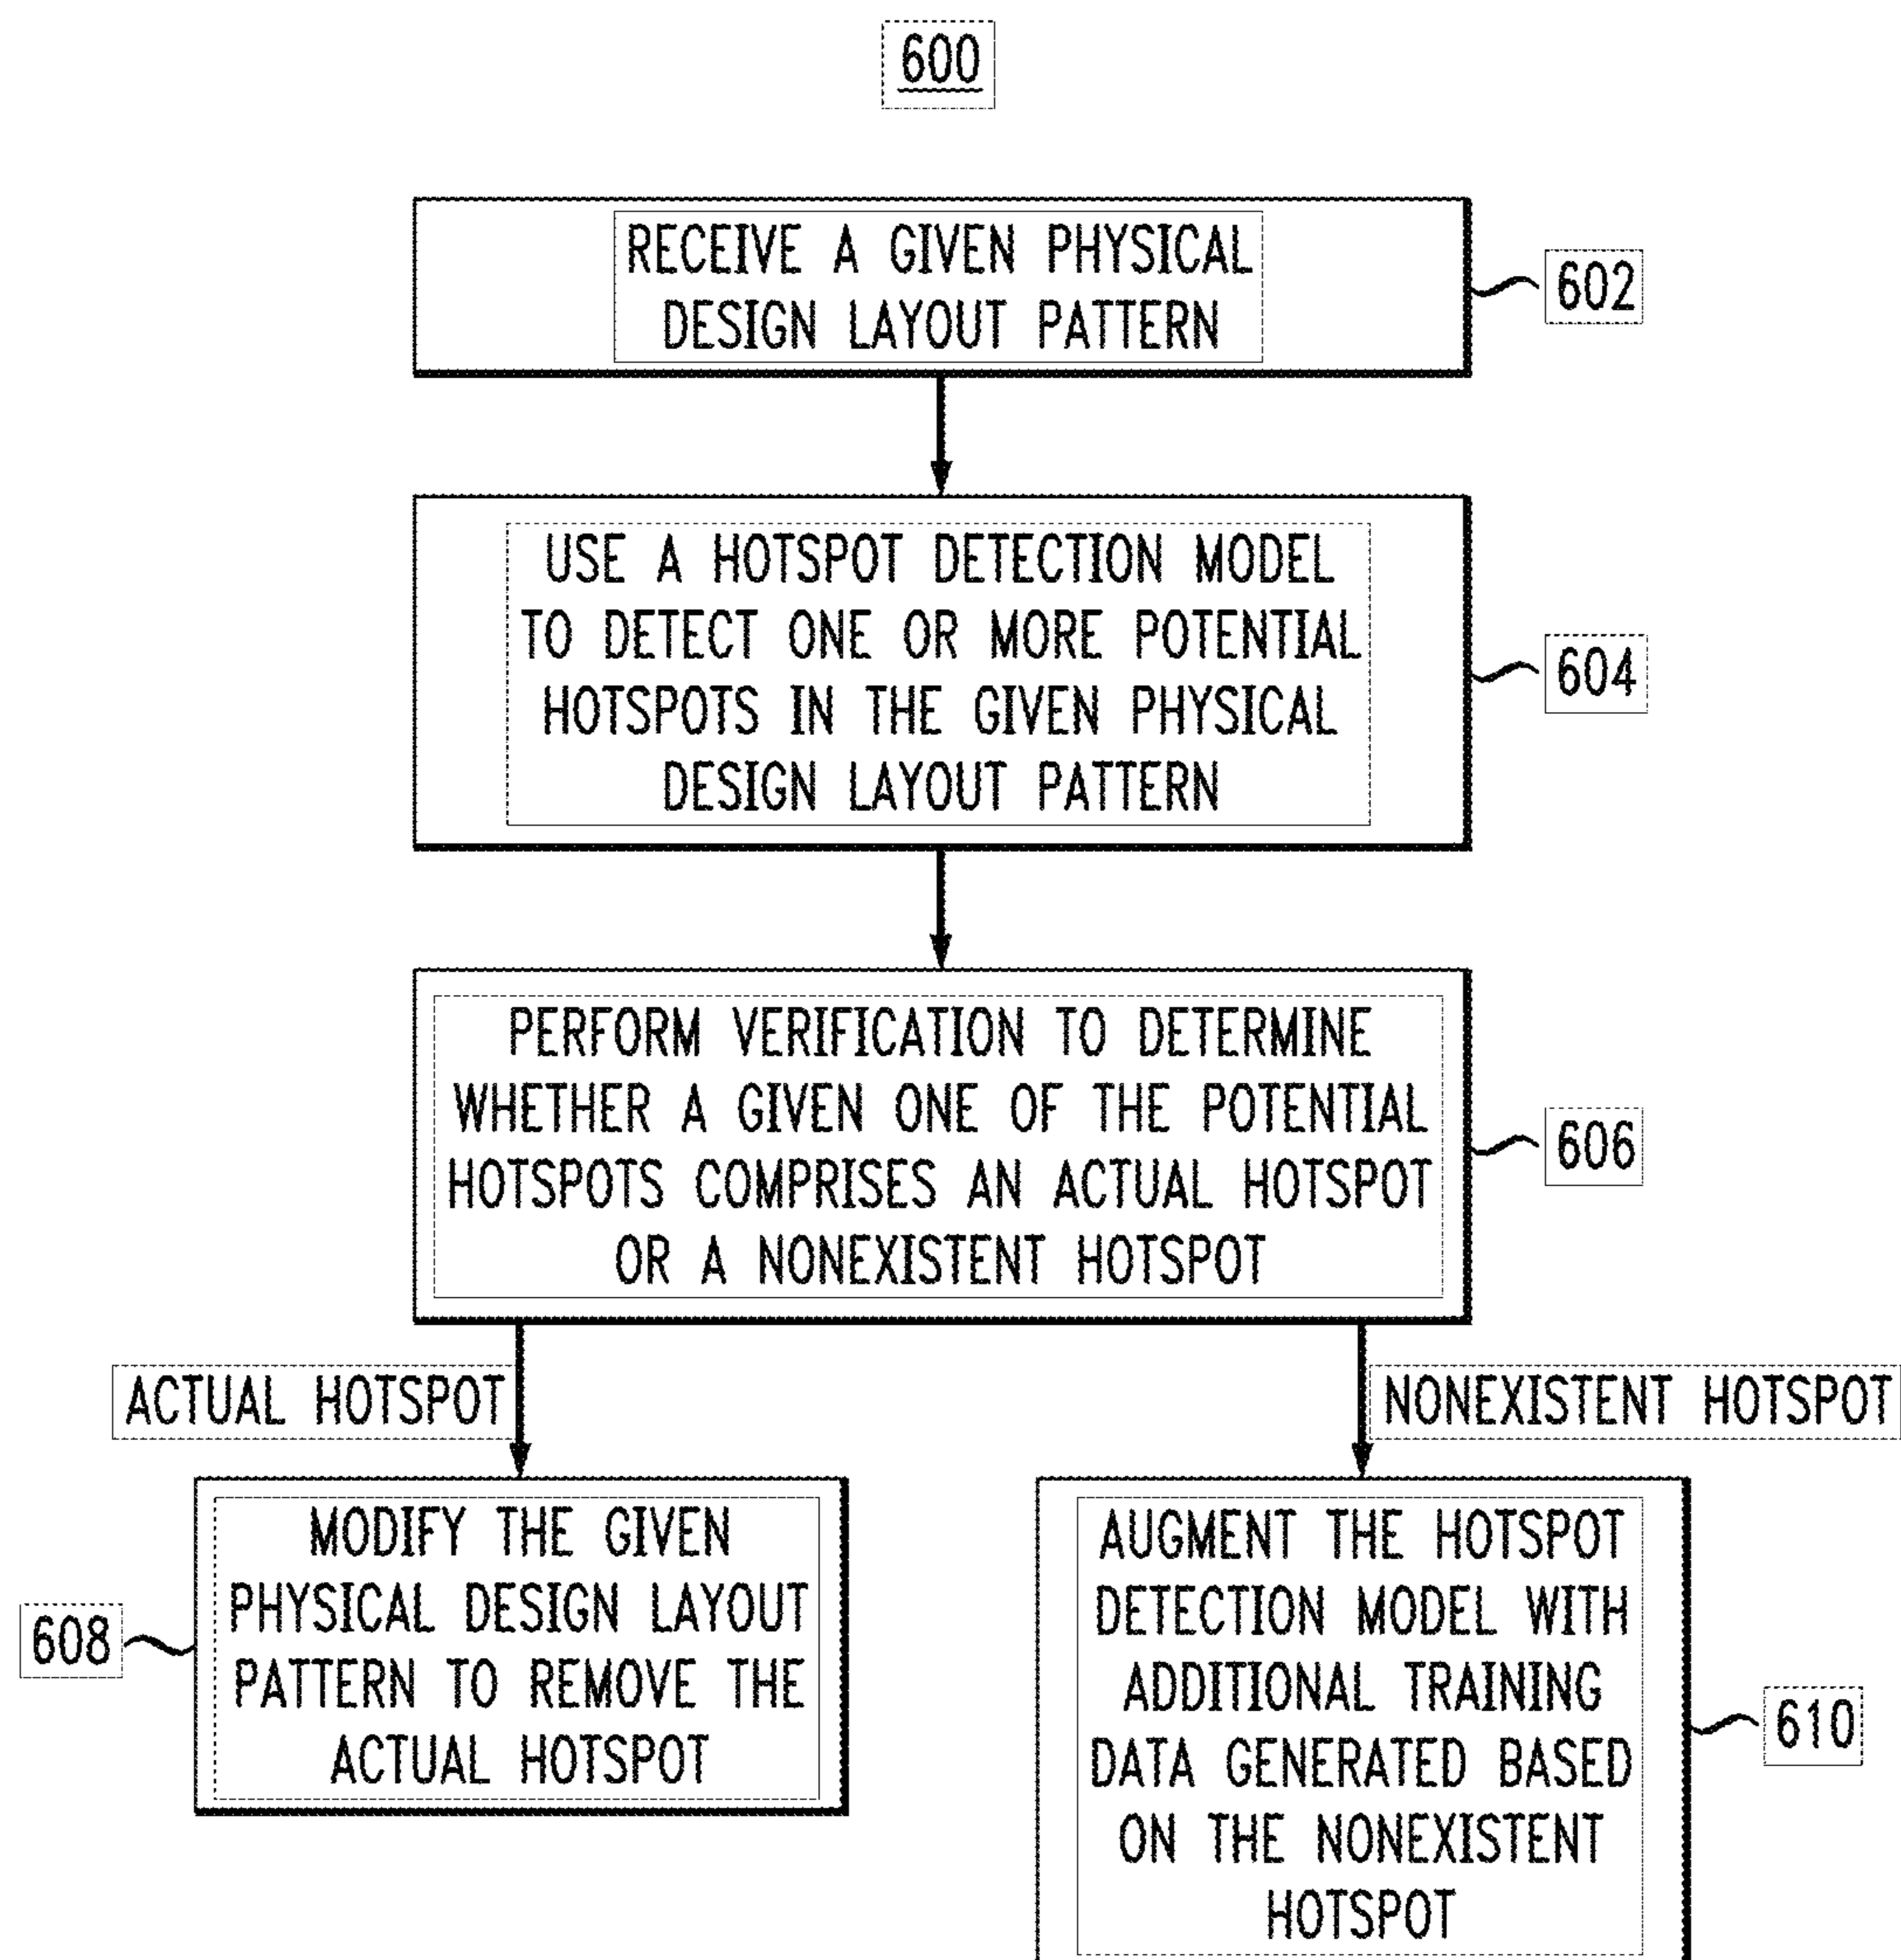 600
RECEIVE A GIVEN PHYSICAL
DESIGN LAYOUT PATTERN
602
USE A HOTSPOT DETECTION MODEL
TO DETECT ONE OR MORE POTENTIAL
HOTSPOTS IN THE GIVEN PHYSICAL
DESIGN LAYOUT PATTERN
604
PERFORM VERIFICATION TO DETERMINE
WHETHER A GIVEN ONE OF THE POTENTIAL
HOTSPOTS COMPRISES AN ACTUAL HOTSPOT
OR A NONEXISTENT HOTSPOT
606
ACTUAL HOTSPOT
NONEXISTENT HOTSPOT
MODIFY THE GIVEN
PHYSICAL DESIGN LAYOUT
PATTERN TO REMOVE THE
ACTUAL HOTSPOT
608
AUGMENT THE HOTSPOT
DETECTION MODEL WITH
ADDITIONAL TRAINING
DATA GENERATED BASED
ON THE NONEXISTENT
HOTSPOT
610